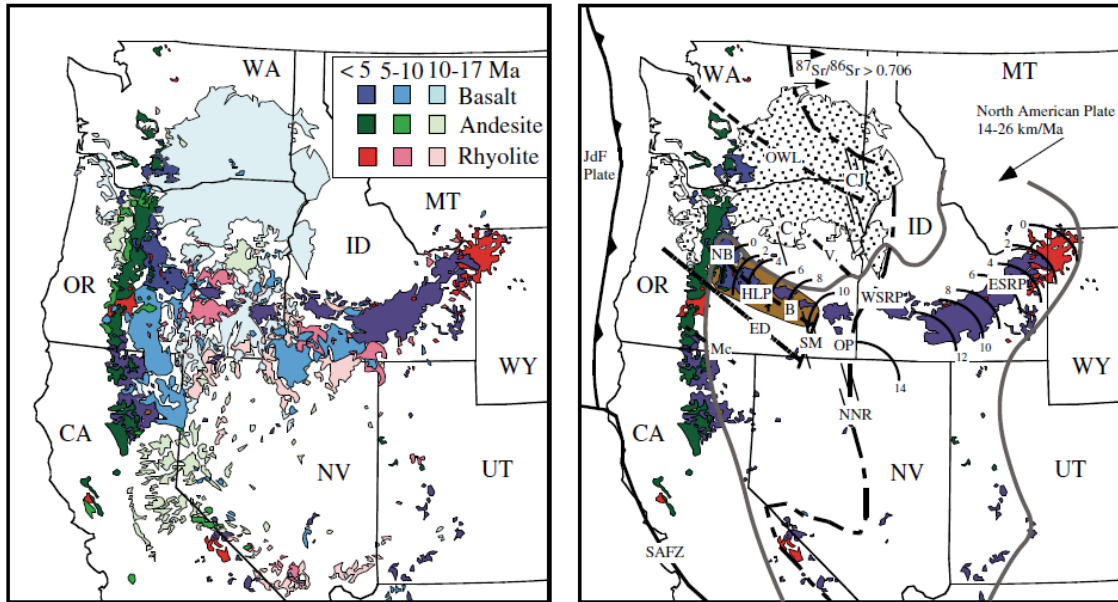 WA
< 5 5-10 10-17 Ma
Basalt
Andesite
Rhyolite
MT
ID
OR
WY
CA
NV
UT
87Sr/86Sr > 0.706
WA
MT
North American Plate
14-26 km/Ma
JdF
Plate
OWL
CJ
ID
C
V
NB
0
2
4
6
8
10
HLP
B
ED
SM
OP
WSRP
ESRP
0
2
4
6
8
10
12
14
OR
Mc
WY
NNR
CA
NV
UT
SAFZ